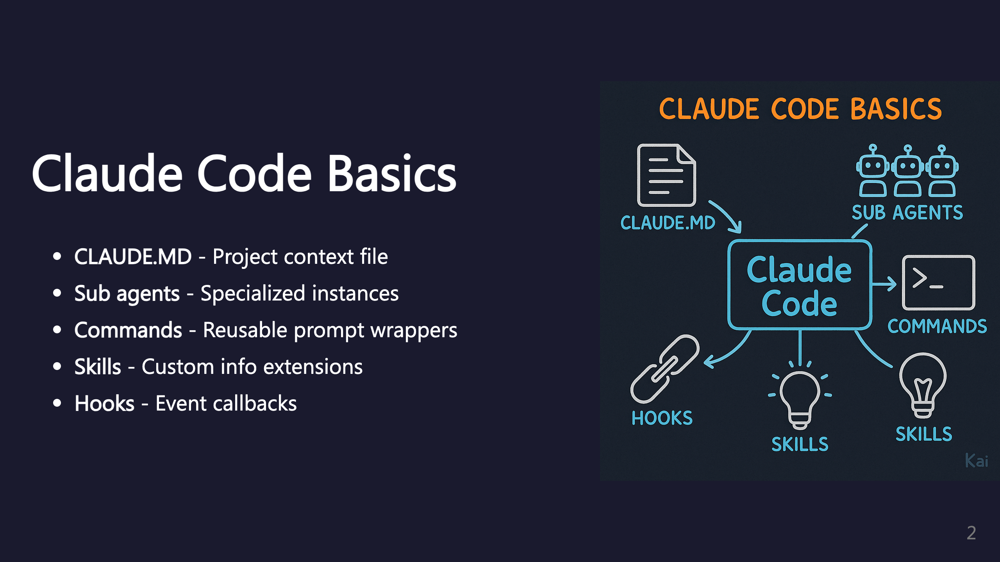 Claude Code Basics
• CLAUDE.MD - Project context file
• Sub agents - Specialized instances
• Commands - Reusable prompt wrappers
• Skills - Custom info extensions
• Hooks - Event callbacks
CLAUDE CODE BASICS
CLAUDE.MD
SUB AGENTS
Claude
Code
>_
COMMANDS
HOOKS
SKILLS
SKILLS
Kai
2